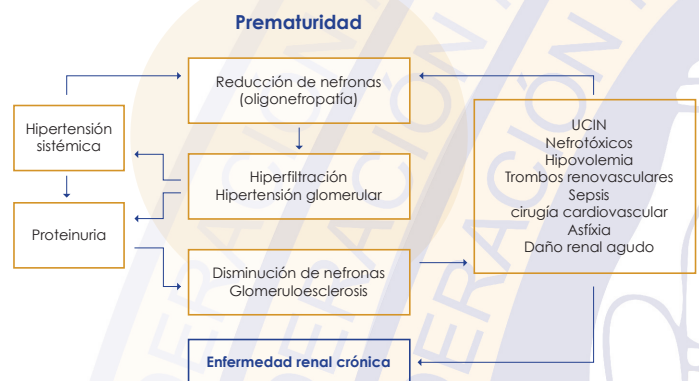 Prematuridad
Reducción de nefronas
(oligonefropatía)
Hipertensión
sistémica
Hiperfiltración
Hipertensión glomerular
Proteinuria
Disminución de nefronas
Glomeruloesclerosis
UCIN
Nefrotóxicos
Hipovolemia
Trombos renovasculares
Sepsis
cirugía cardiovascular
Asfíxia
Daño renal agudo
Enfermedad renal crónica